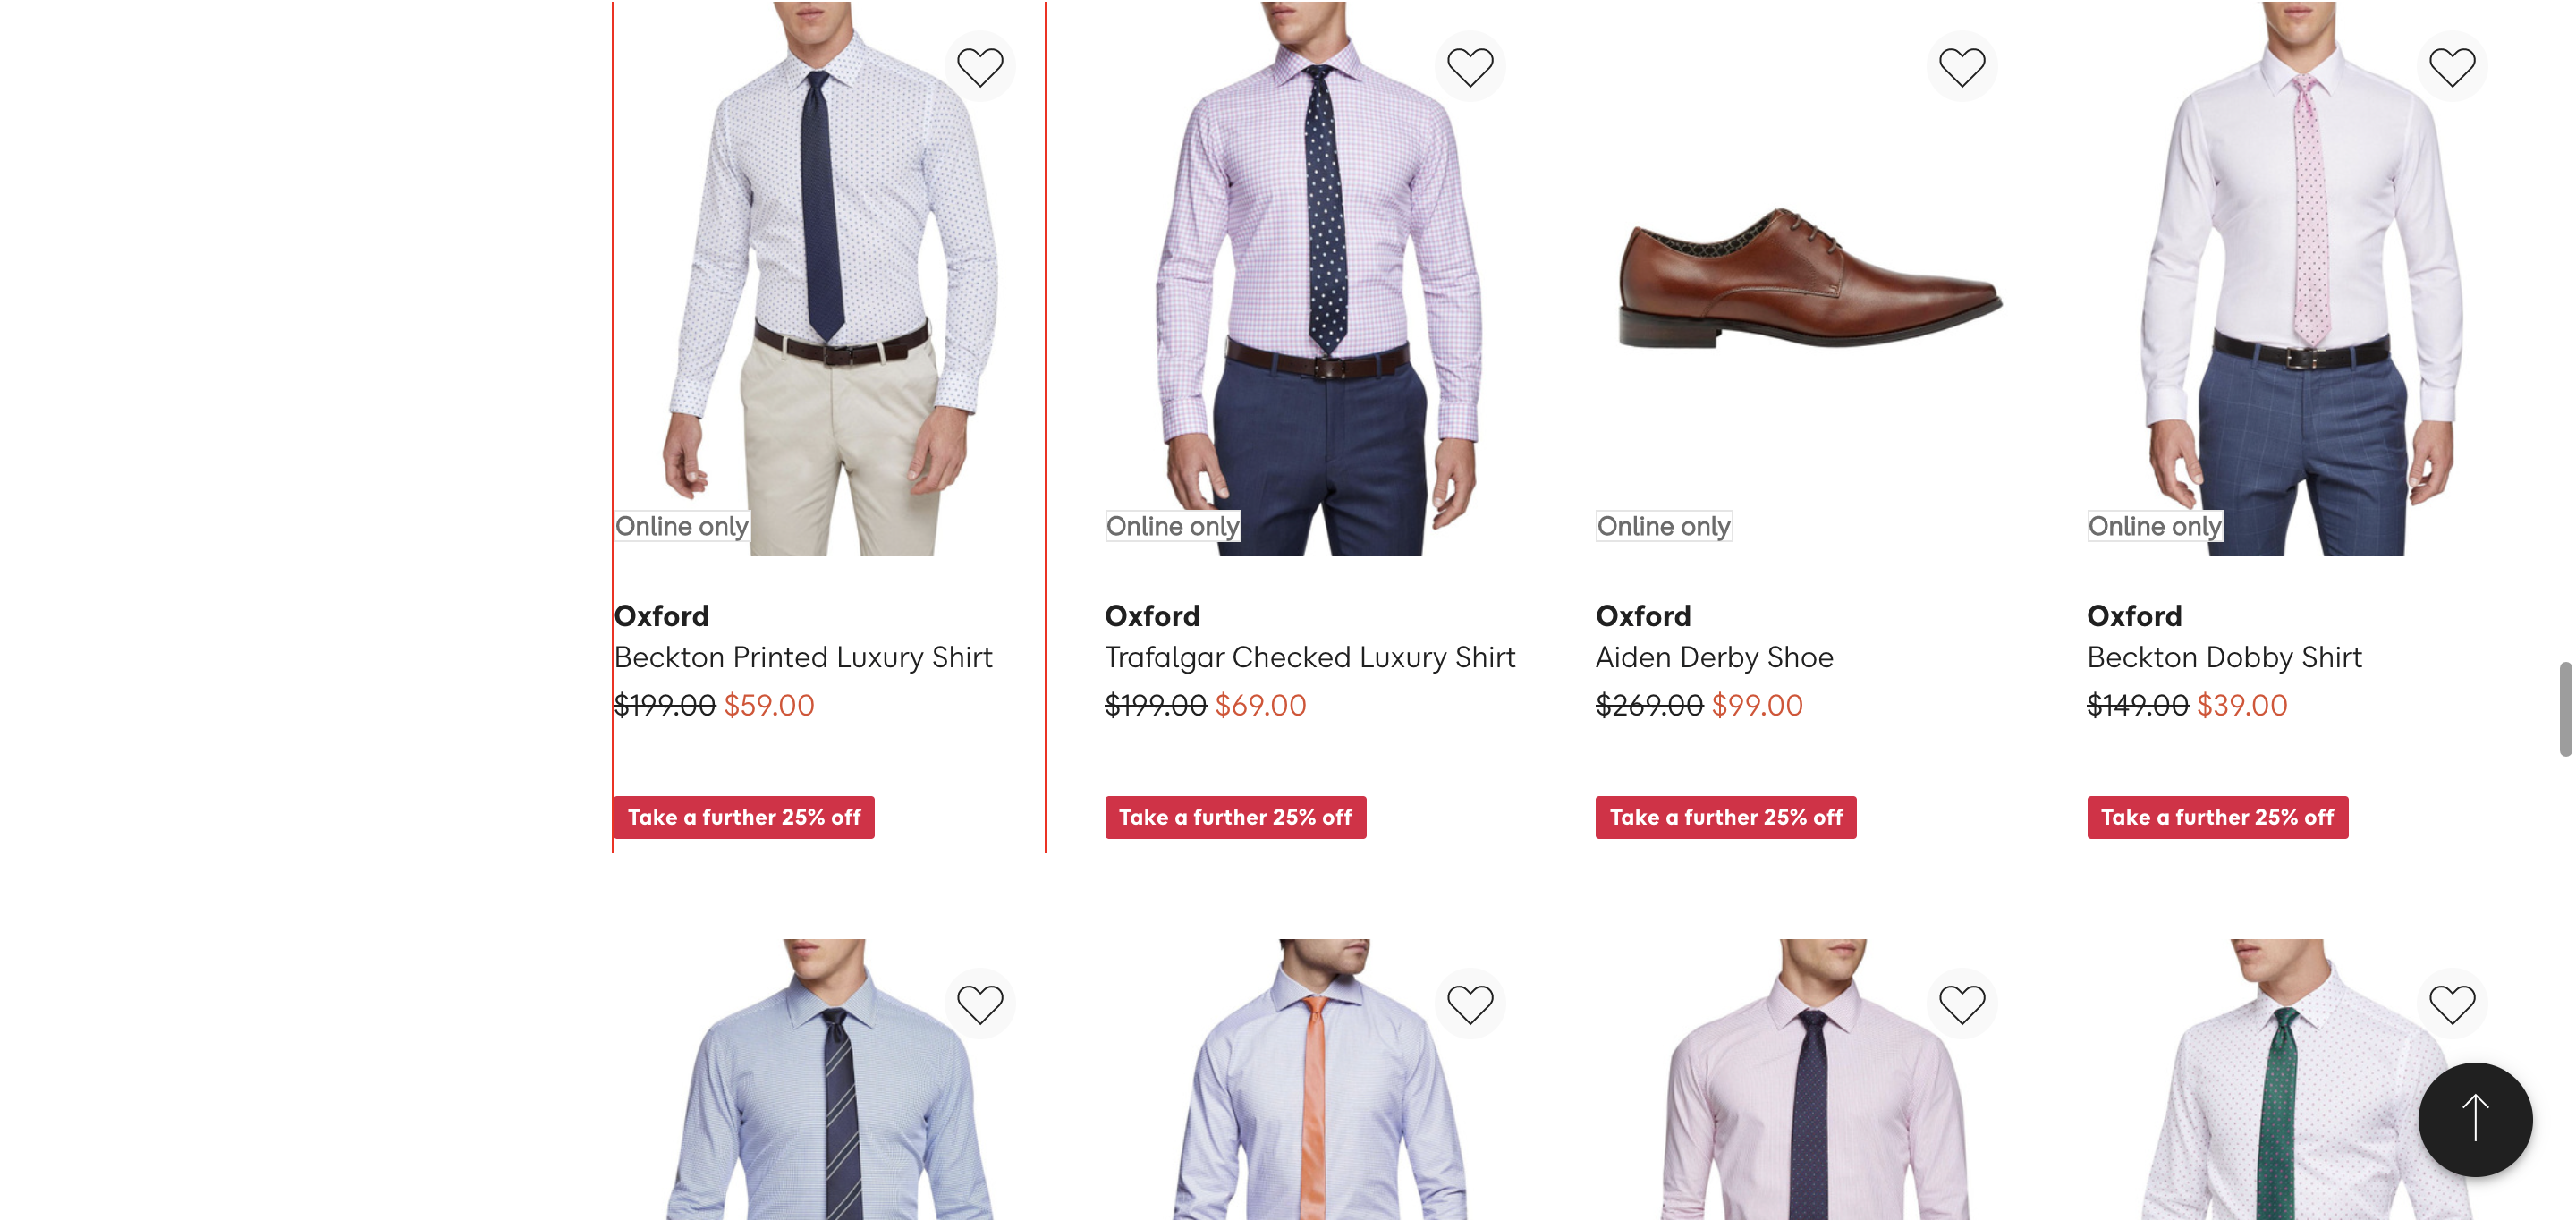 Online only
Online only
Online only
Online only
Oxford
Beckton Printed Luxury Shirt
$199.00 $59.00
Take a further 25% off
Oxford
Trafalgar Checked Luxury Shirt
$199.00 $69.00
Take a further 25% off
Oxford
Aiden Derby Shoe
$269.00 $99.00
Take a further 25% off
Oxford
Beckton Dobby Shirt
$149.00 $39.00
Take a further 25% off